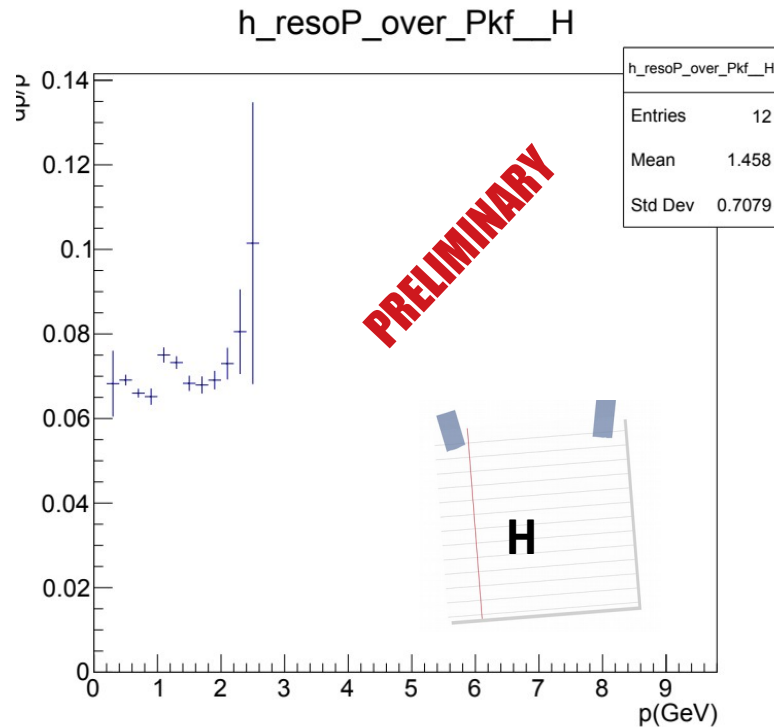 h_resoP_over_Pkf__H
h_resoP_over_Pkf__H
Entries 12
Mean 1.458
Std Dev 0.7079
dp/p
0.14
0.12
0.1
0.08
0.06
0.04
0.02
0
0 1 2 3 4 5 6 7 8 9
p(GeV)
PRELIMINARY
H